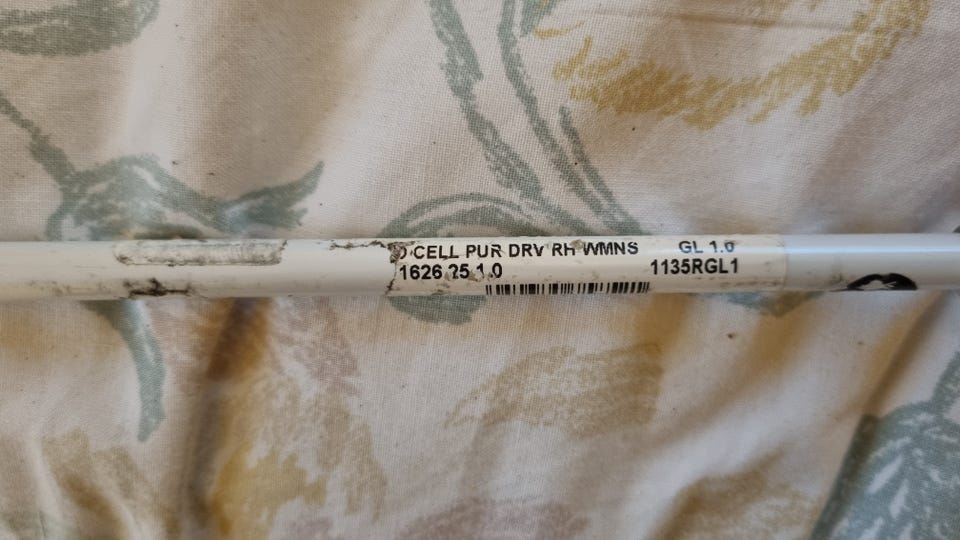 CELL PUR DRV RH WMNS GL 1.0
1626 25 1.0 1135RGL1